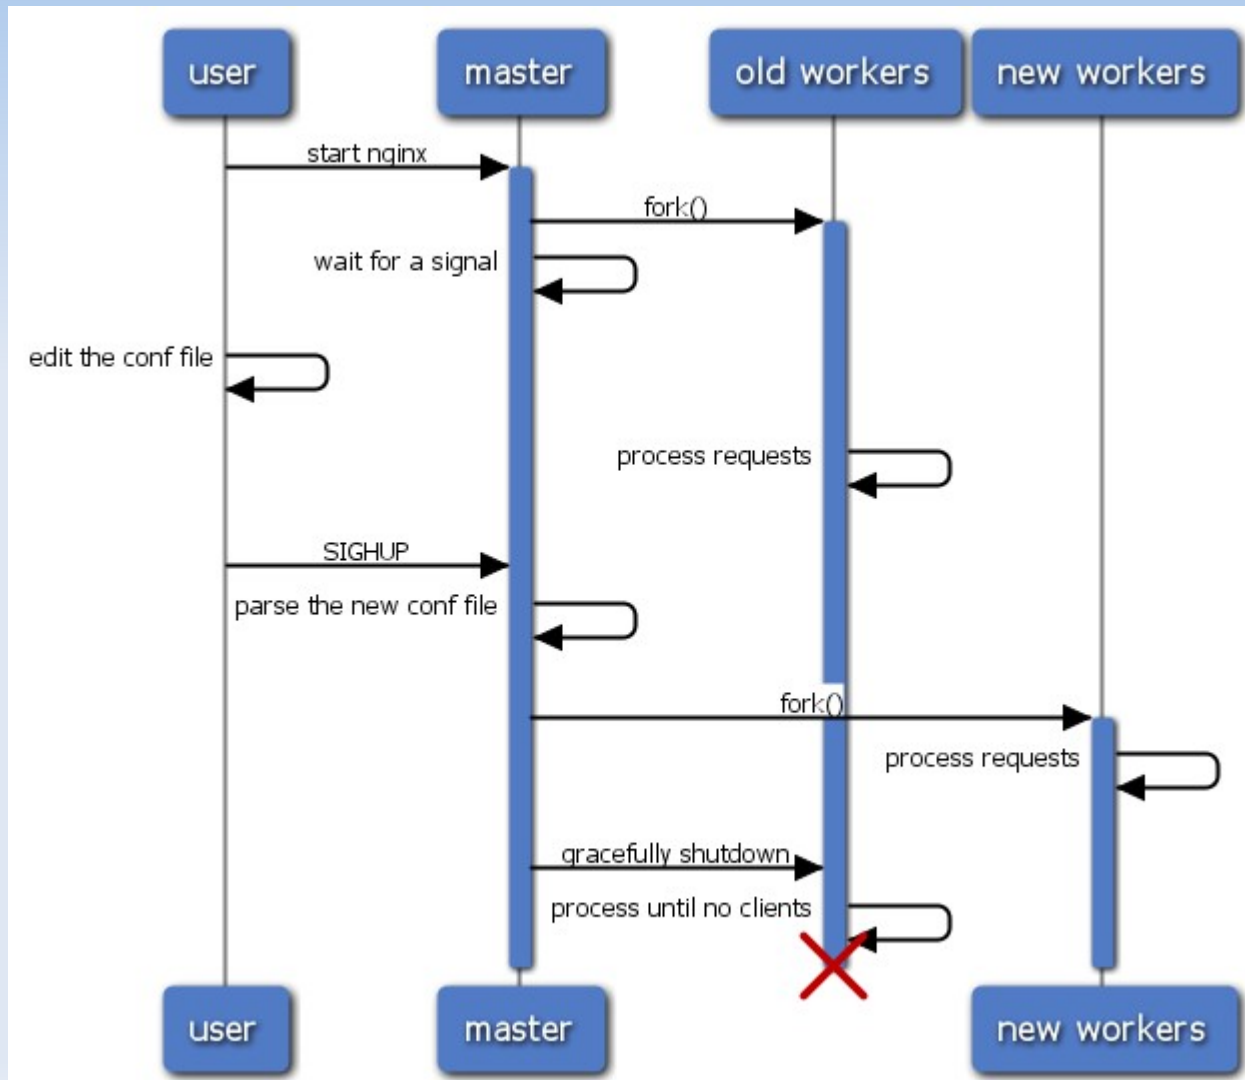 user
master
old workers
new workers
start nginx
fork()
wait for a signal
edit the conf file
process requests
SIGHUP
parse the new conf file
fork()
process requests
gracefully shutdown
process until no clients
user
master
new workers